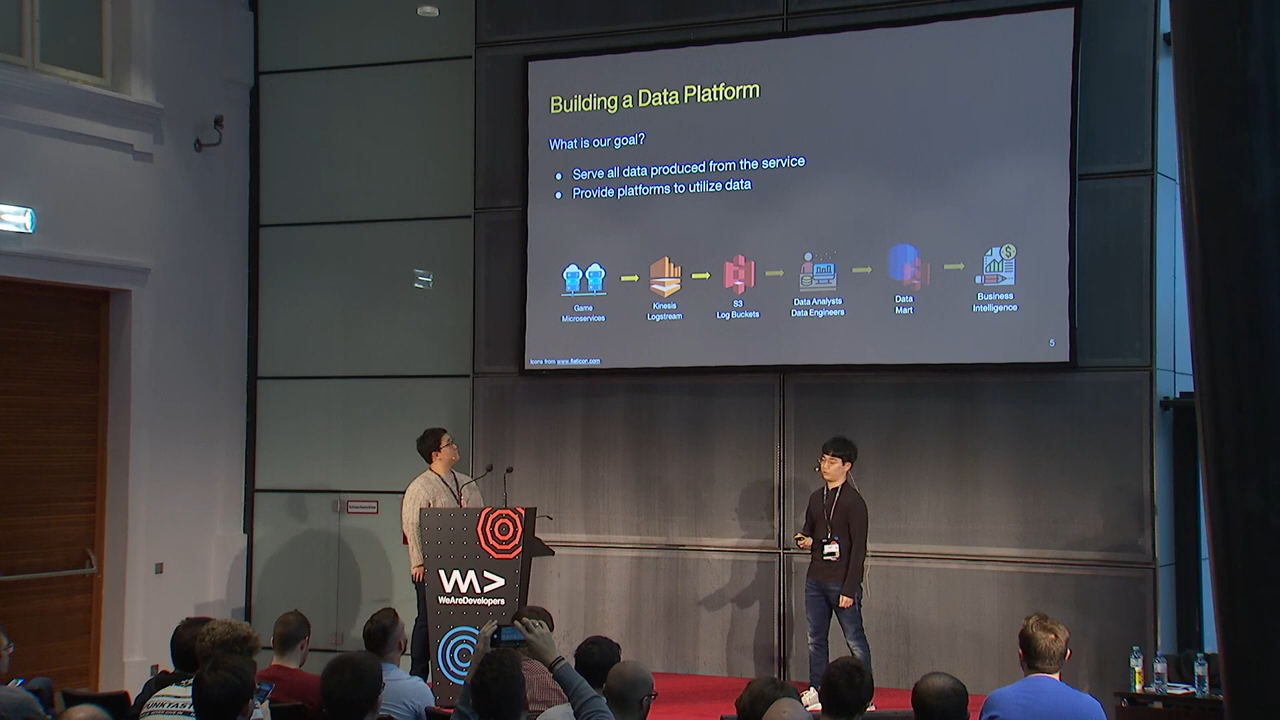 Building a Data Platform
What is our goal?
● Serve all data produced from the service
● Provide platforms to utilize data
Game
Microservices
Kinesis
Logstream
S3
Log Buckets
Data Analysts
Data Engineers
Data
Mart
Business
Intelligence
5
Icons from www.flaticon.com
WeAreDevelopers